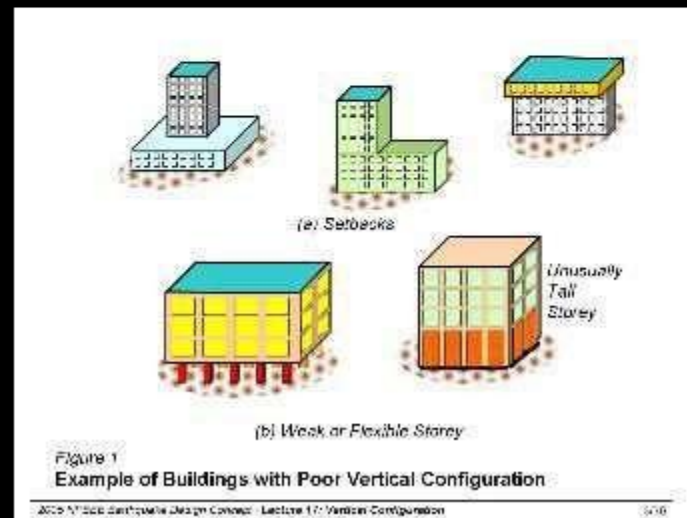 (a) Setbacks
Unusually
Tall
Storey
(b) Weak or Flexible Storey
Figure 1
Example of Buildings with Poor Vertical Configuration
Earthquake Design Concept - Lecture 17: Vertical Configuration